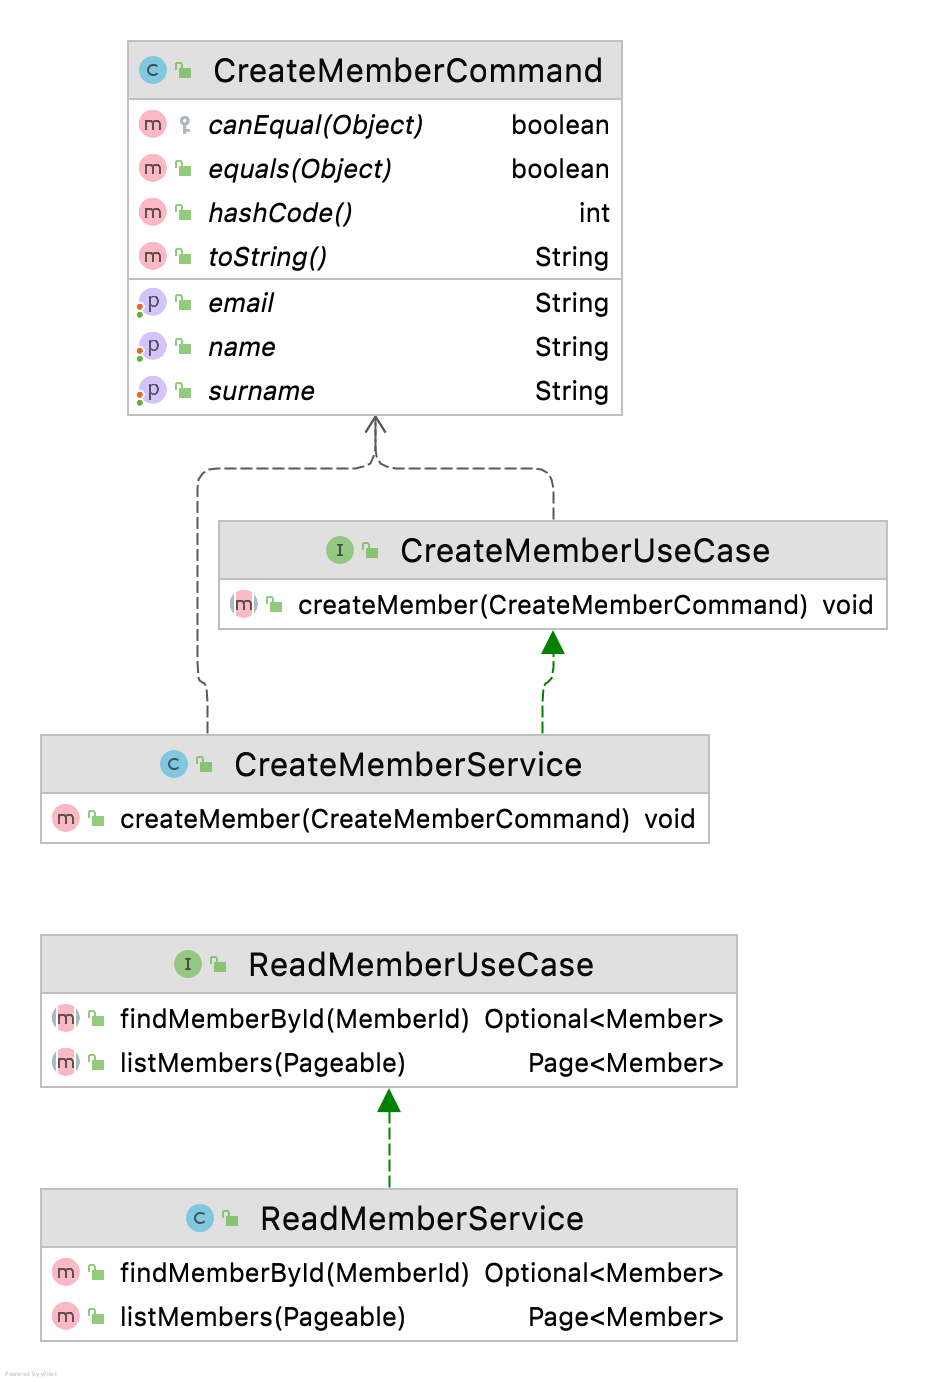 C CreateMemberCommand
m canEqual(Object) boolean
m equals(Object) boolean
m hashCode() int
m toString() String
p email String
p name String
p surname String
I CreateMemberUseCase
m createMember(CreateMemberCommand) void
C CreateMemberService
m createMember(CreateMemberCommand) void
I ReadMemberUseCase
m findMemberById(MemberId) Optional<Member>
m listMembers(Pageable) Page<Member>
C ReadMemberService
m findMemberById(MemberId) Optional<Member>
m listMembers(Pageable) Page<Member>
Powered by yFiles